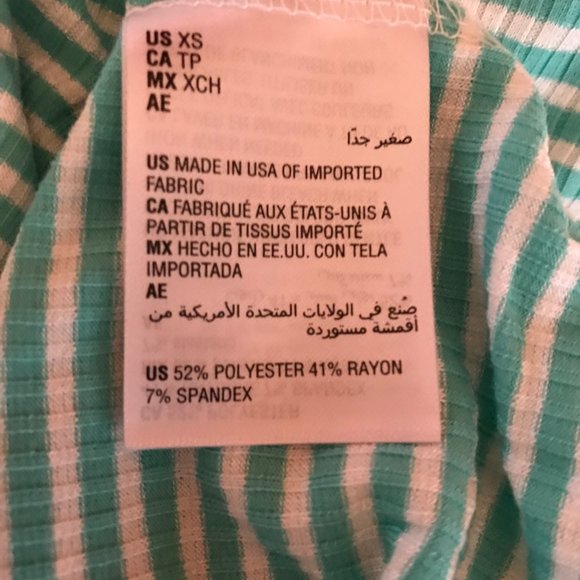 US XS
CA TP
MX XCH
AE
صغير جدًا
US MADE IN USA OF IMPORTED
FABRIC
CA FABRIQUÉ AUX ÉTATS-UNIS À
PARTIR DE TISSUS IMPORTÉ
MX HECHO EN EE.UU. CON TELA
IMPORTADA
AE
صُنع في الولايات المتحدة الأمريكية من
أقمشة مستوردة
US 52% POLYESTER 41% RAYON
7% SPANDEX